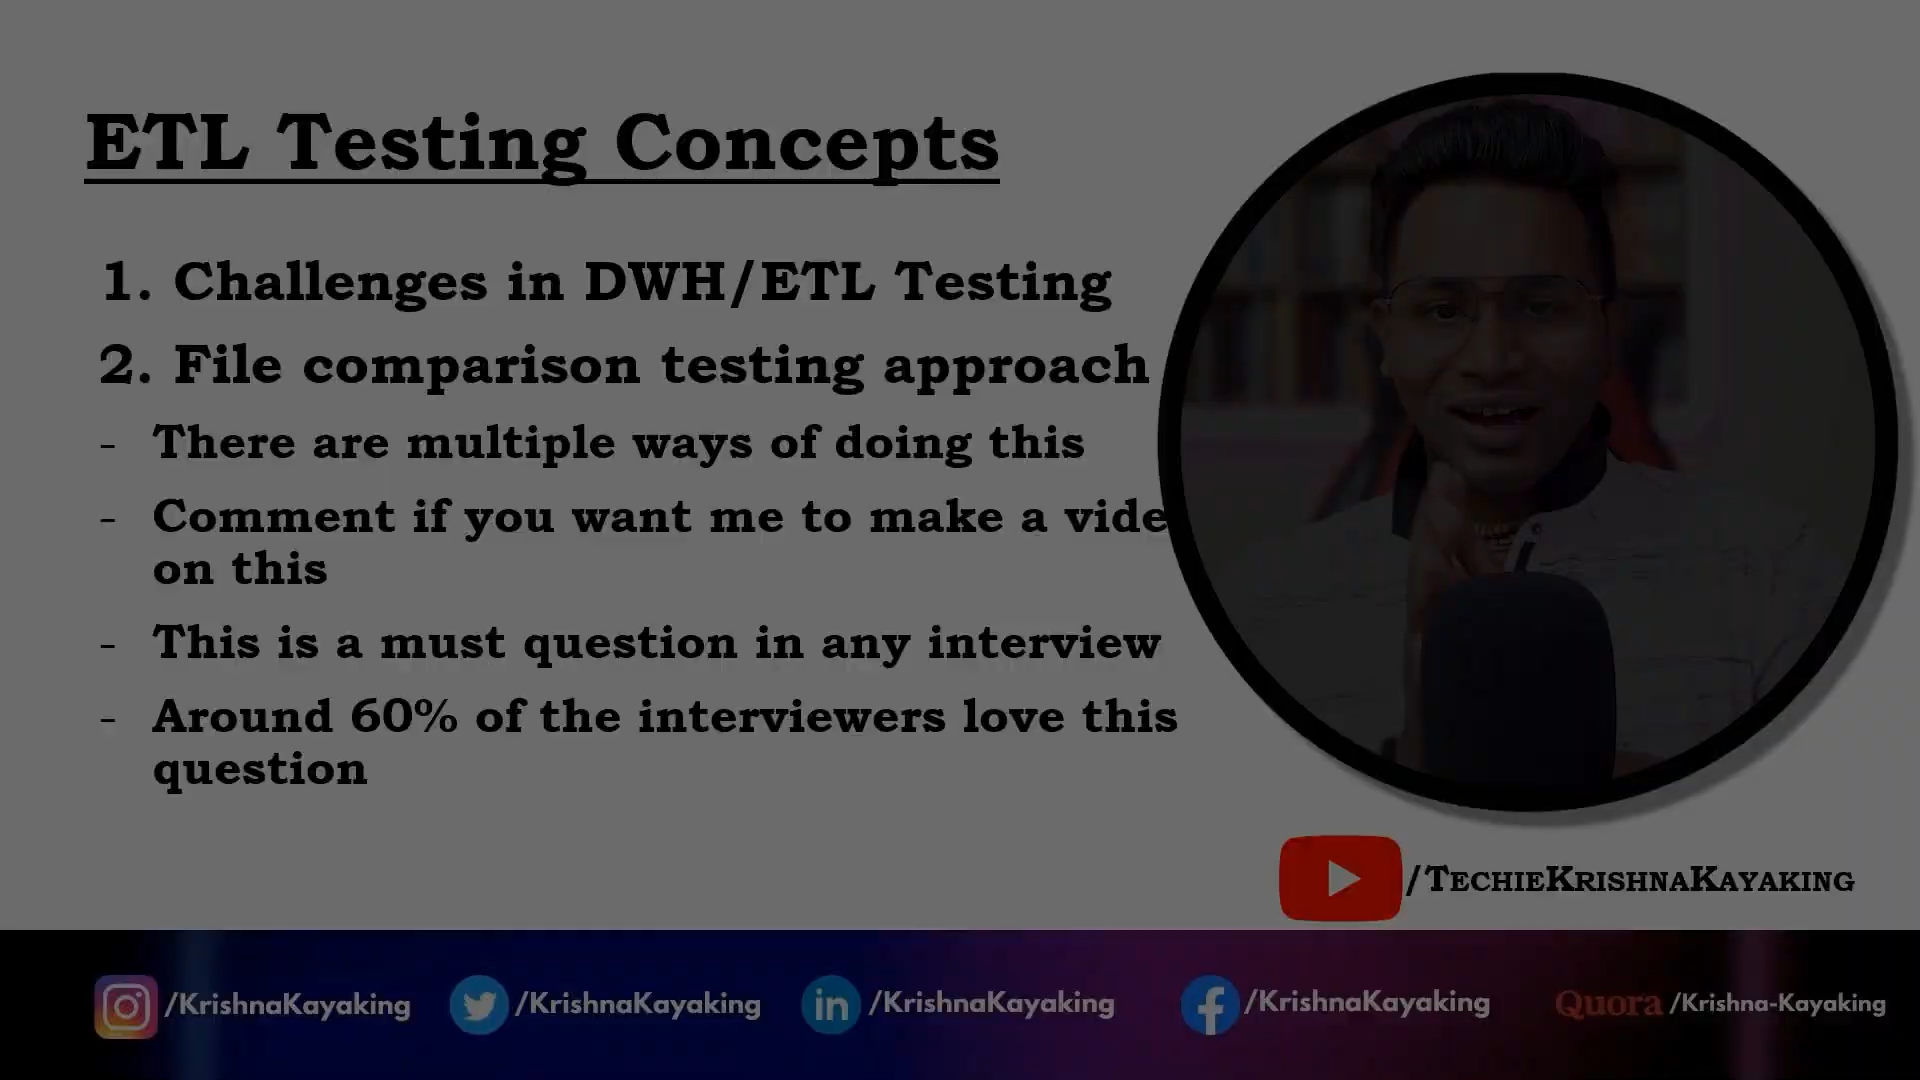 ETL Testing Concepts
1. Challenges in DWH/ETL Testing
2. File comparison testing approach
- There are multiple ways of doing this
- Comment if you want me to make a vide
on this
- This is a must question in any interview
- Around 60% of the interviewers love this
question
/TechieKrishnaKayaking
/KrishnaKayaking
/KrishnaKayaking
in /KrishnaKayaking
/KrishnaKayaking
Quora /Krishna-Kayaking